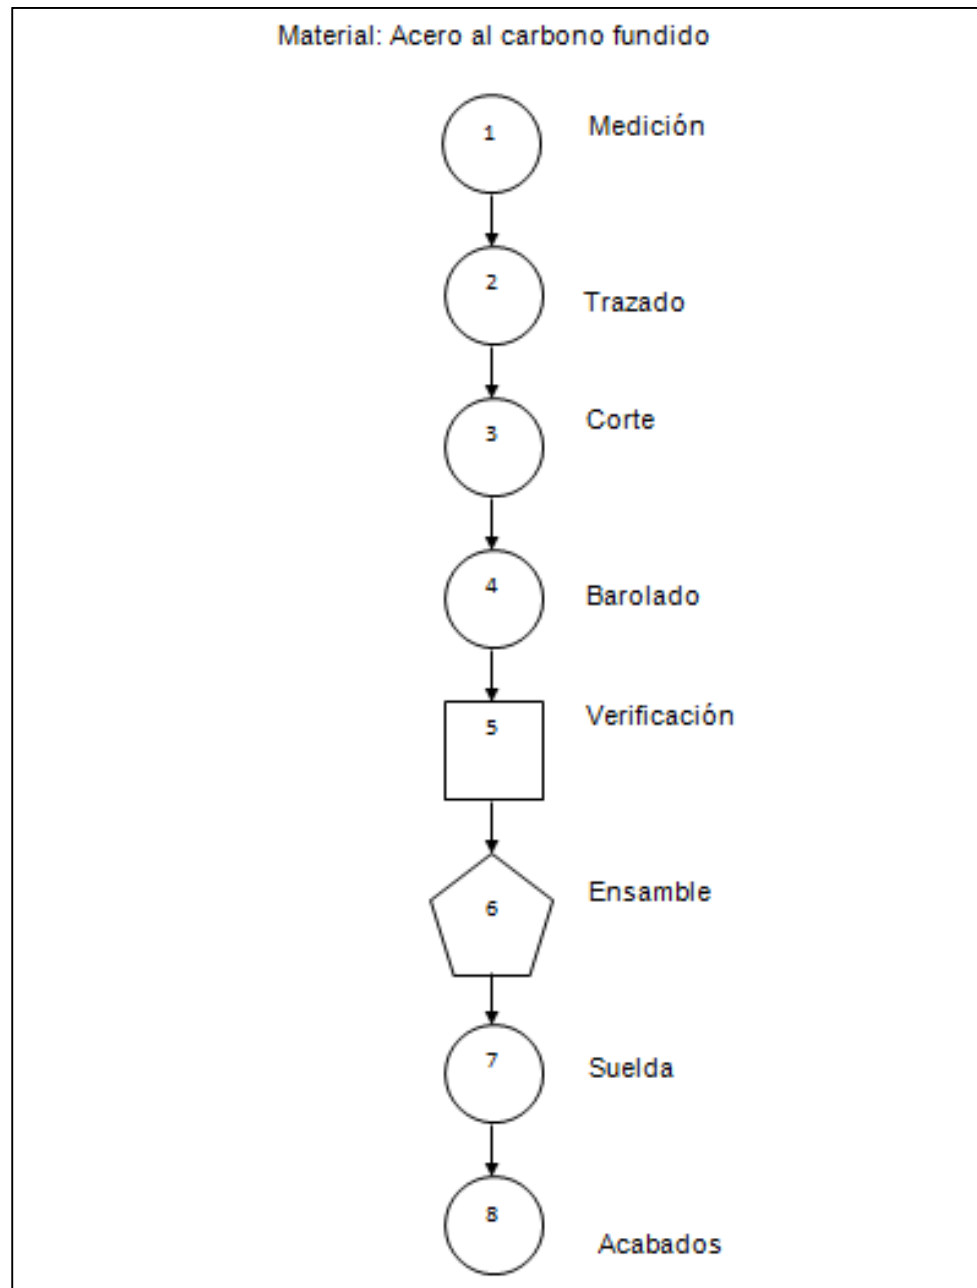 Material: Acero al carbono fundido
1 Medición
2 Trazado
3 Corte
4 Barolado
5 Verificación
6 Ensamble
7 Suelda
8 Acabados